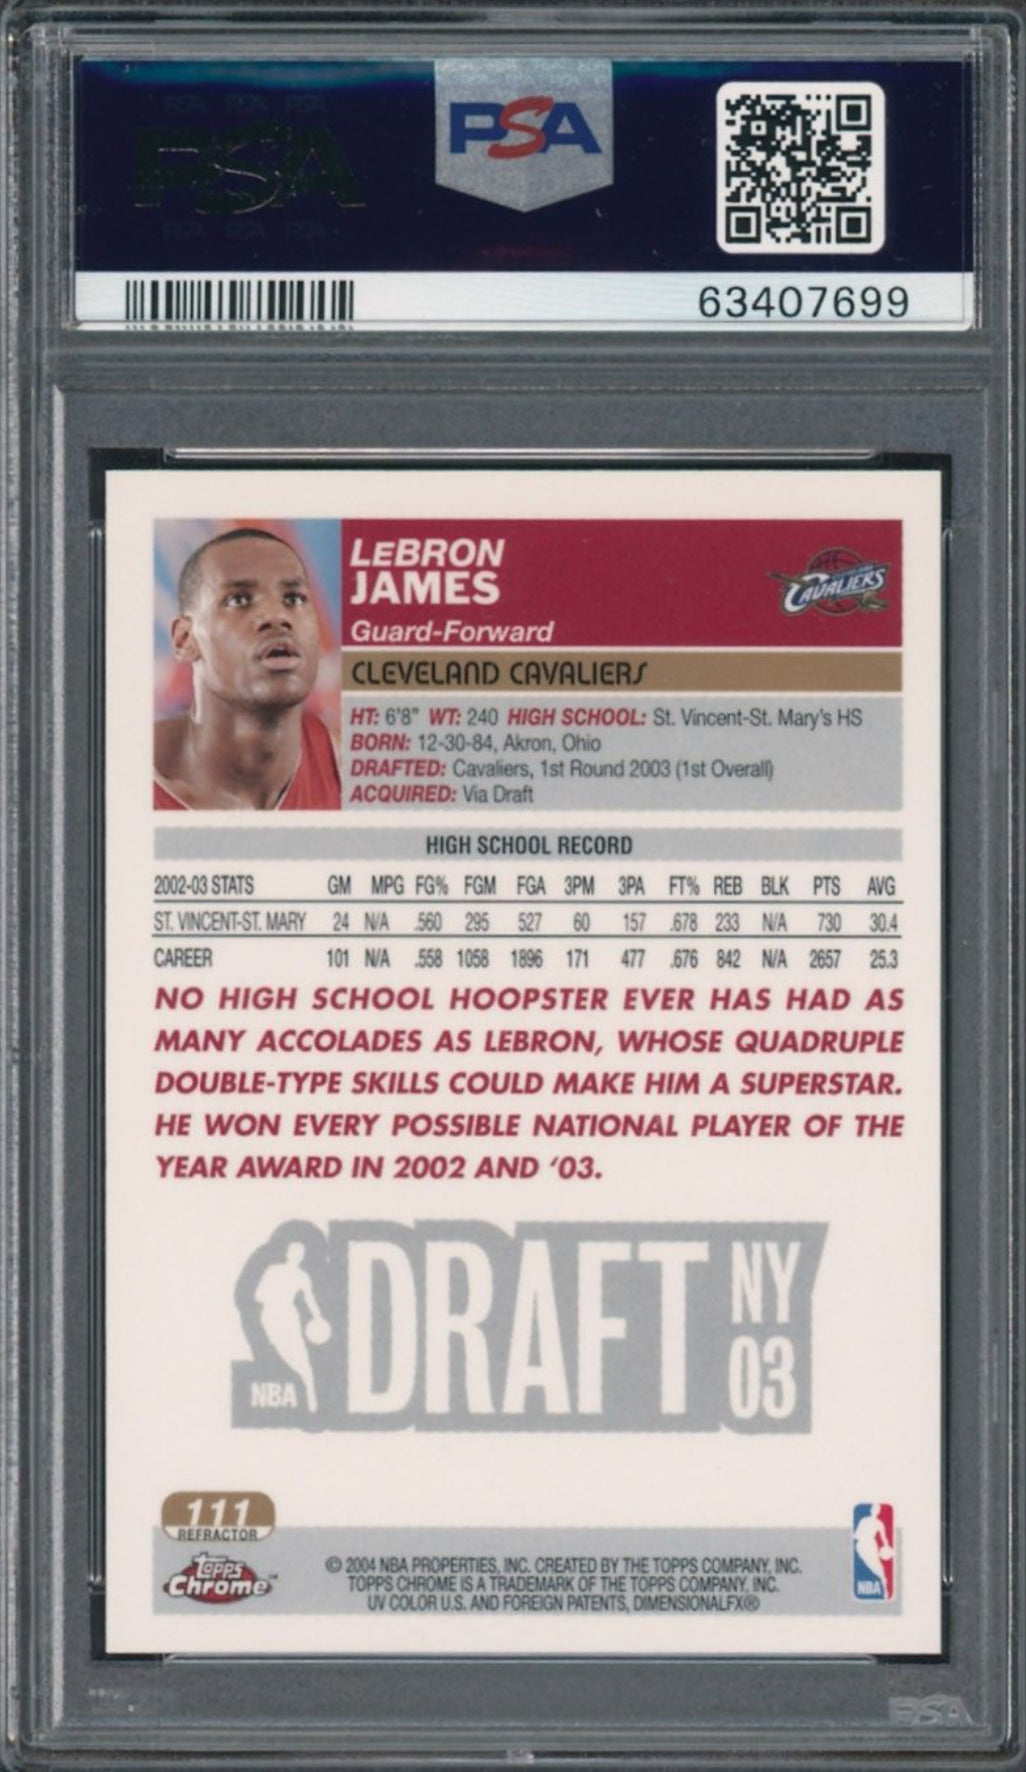 PSA
PSA
63407699
LEBRON
JAMES
Guard-Forward
CAVALIERS
CLEVELAND CAVALIERS
HT: 6'8" WT: 240 HIGH SCHOOL: St. Vincent-St. Mary's HS
BORN: 12-30-84, Akron, Ohio
DRAFTED: Cavaliers, 1st Round 2003 (1st Overall)
ACQUIRED: Via Draft
HIGH SCHOOL RECORD
2002-03 STATS GM MPG FG% FGM FGA 3PM 3PA FT% REB BLK PTS AVG
ST. VINCENT-ST. MARY 24 N/A .560 295 527 60 157 .678 233 N/A 730 30.4
CAREER 101 N/A .558 1058 1896 171 477 .676 842 N/A 2657 25.3
NO HIGH SCHOOL HOOPSTER EVER HAS HAD AS
MANY ACCOLADES AS LEBRON, WHOSE QUADRUPLE
DOUBLE-TYPE SKILLS COULD MAKE HIM A SUPERSTAR.
HE WON EVERY POSSIBLE NATIONAL PLAYER OF THE
YEAR AWARD IN 2002 AND '03.
NBA DRAFT NY 03
111
REFRACTOR
Topps
Chrome™
© 2004 NBA PROPERTIES, INC. CREATED BY THE TOPPS COMPANY, INC.
TOPPS CHROME IS A TRADEMARK OF THE TOPPS COMPANY, INC.
UV COLOR U.S. AND FOREIGN PATENTS, DIMENSIONALFX®
NBA
PSA